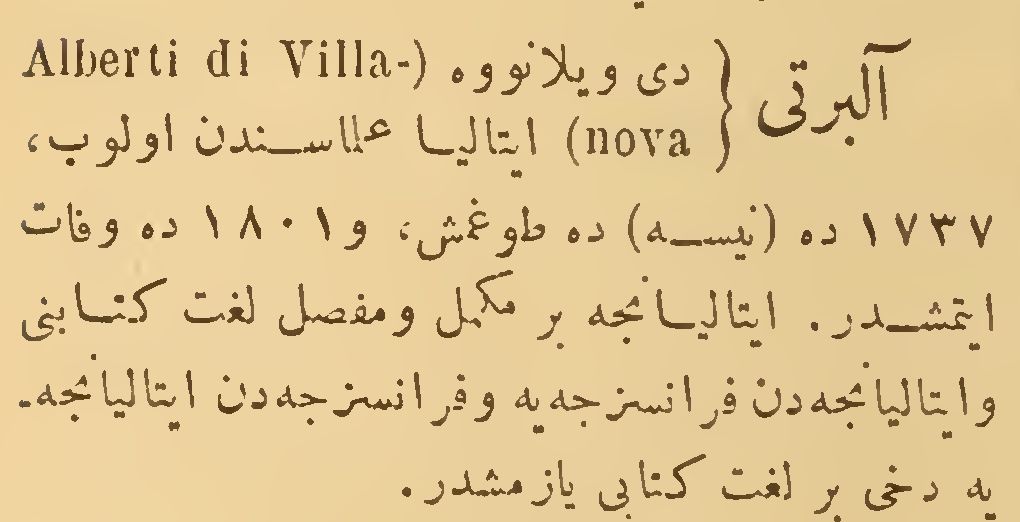 آلبرتی { دی ویلانووه (Alberti di Villa-
nova) ایتالیا علماسندن اولوب،
۱۷۳۷ ده (نیسه) ده طوغمش، و۱۸۰۱ ده وفات
ایتمشدر. ایتالیانجه بر مکمل ومفصل لغت کتابنی
وایتالیانجه‌دن فرانسزجه‌یه وفرانسزجه‌دن ایتالیانجه-
یه دخی بر لغت کتابی یازمشدر.